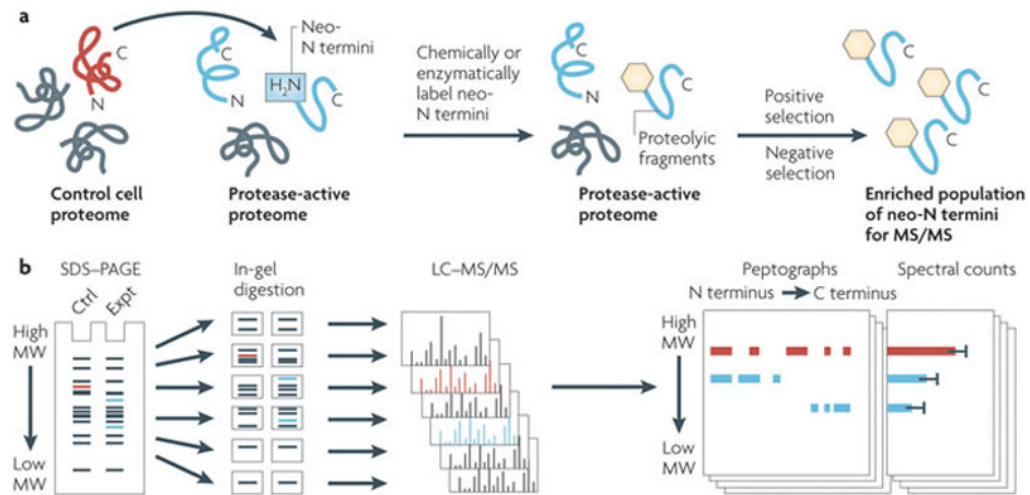 a
Neo-
N termini
C
N
C
N
H₂N
C
Control cell
proteome
Protease-active
proteome
Chemically or
enzymatically
label neo-
N termini
C
N
C
Proteolyic
fragments
Protease-active
proteome
Positive
selection
Negative
selection
C
C
C
Enriched population
of neo-N termini
for MS/MS
b
SDS–PAGE
Ctrl
Expt
High
MW
Low
MW
In-gel
digestion
LC–MS/MS
Peptographs
N terminus
C terminus
High
MW
Low
MW
Spectral counts